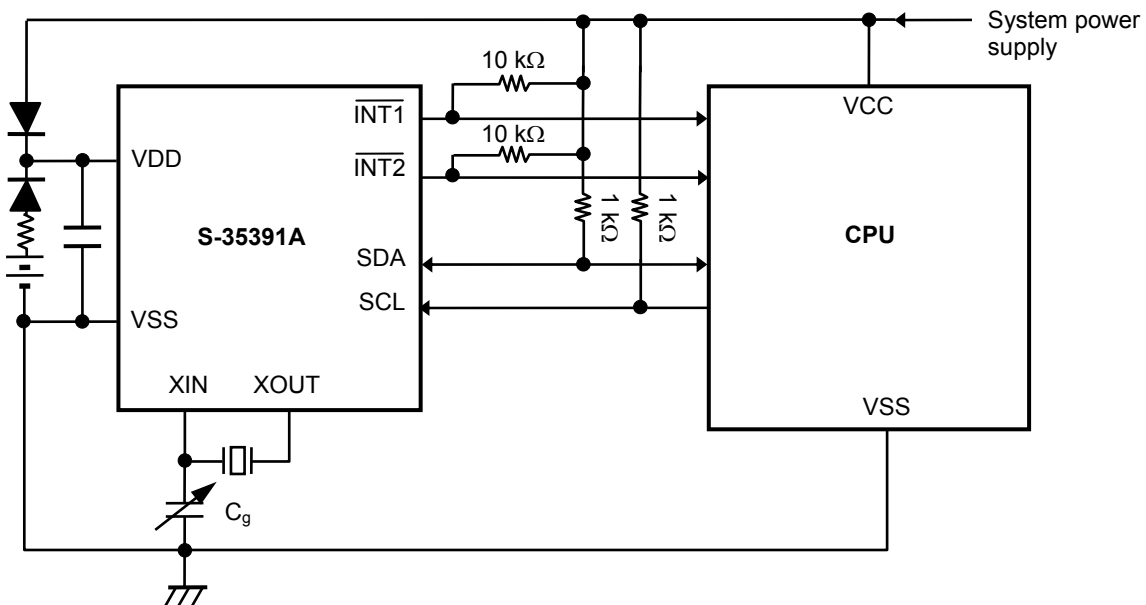 System power
supply
10 kΩ
INT1
VCC
10 kΩ
VDD
INT2
1 kΩ
1 kΩ
S-35391A
CPU
SDA
SCL
VSS
XIN
XOUT
VSS
Cg